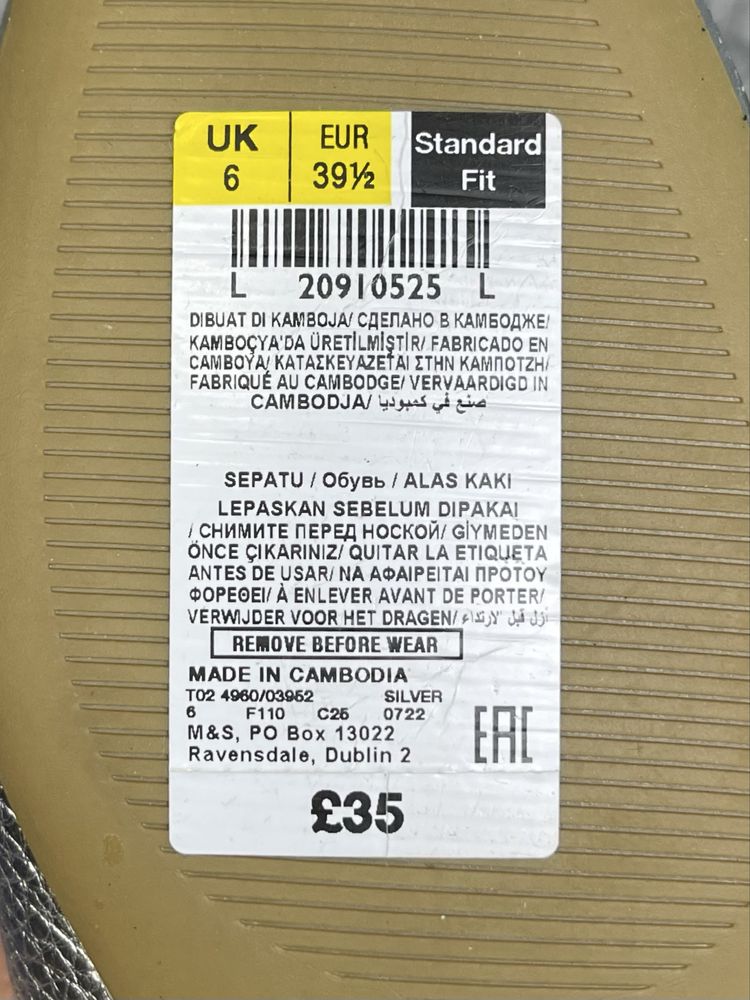 UK EUR Standard
6 39½ Fit
L 20910525 L
DIBUAT DI KAMBOJA/ СДЕЛАНО В КАМБОДЖЕ/
KAMBOÇYA'DA ÜRETİLMİŞTİR/ FABRICADO EN
CAMBOYA/ ΚΑΤΑΣΚΕΥΑΖΕΤΑΙ ΣΤΗΝ ΚΑΜΠΟΤΖΗ/
FABRIQUÉ AU CAMBODGE/ VERVAARDIGD IN
CAMBODJA/ صنع في كمبوديا
SEPATU / Обувь / ALAS KAKI
LEPASKAN SEBELUM DIPAKAI
/ СНИМИТЕ ПЕРЕД НОСКОЙ/ GİYMEDEN
ÖNCE ÇIKARINIZ/ QUITAR LA ETIQUETA
ANTES DE USAR/ ΝΑ ΑΦΑΙΡΕΙΤΑΙ ΠΡΟΤΟΥ
ΦΟΡΕΘΕΙ/ À ENLEVER AVANT DE PORTER/
VERWIJDER VOOR HET DRAGEN/ أزل قبل الارتداء
REMOVE BEFORE WEAR
MADE IN CAMBODIA
T02 4960/03952 SILVER
6 F110 C25 0722
M&S, PO Box 13022
Ravensdale, Dublin 2
EAC
£35